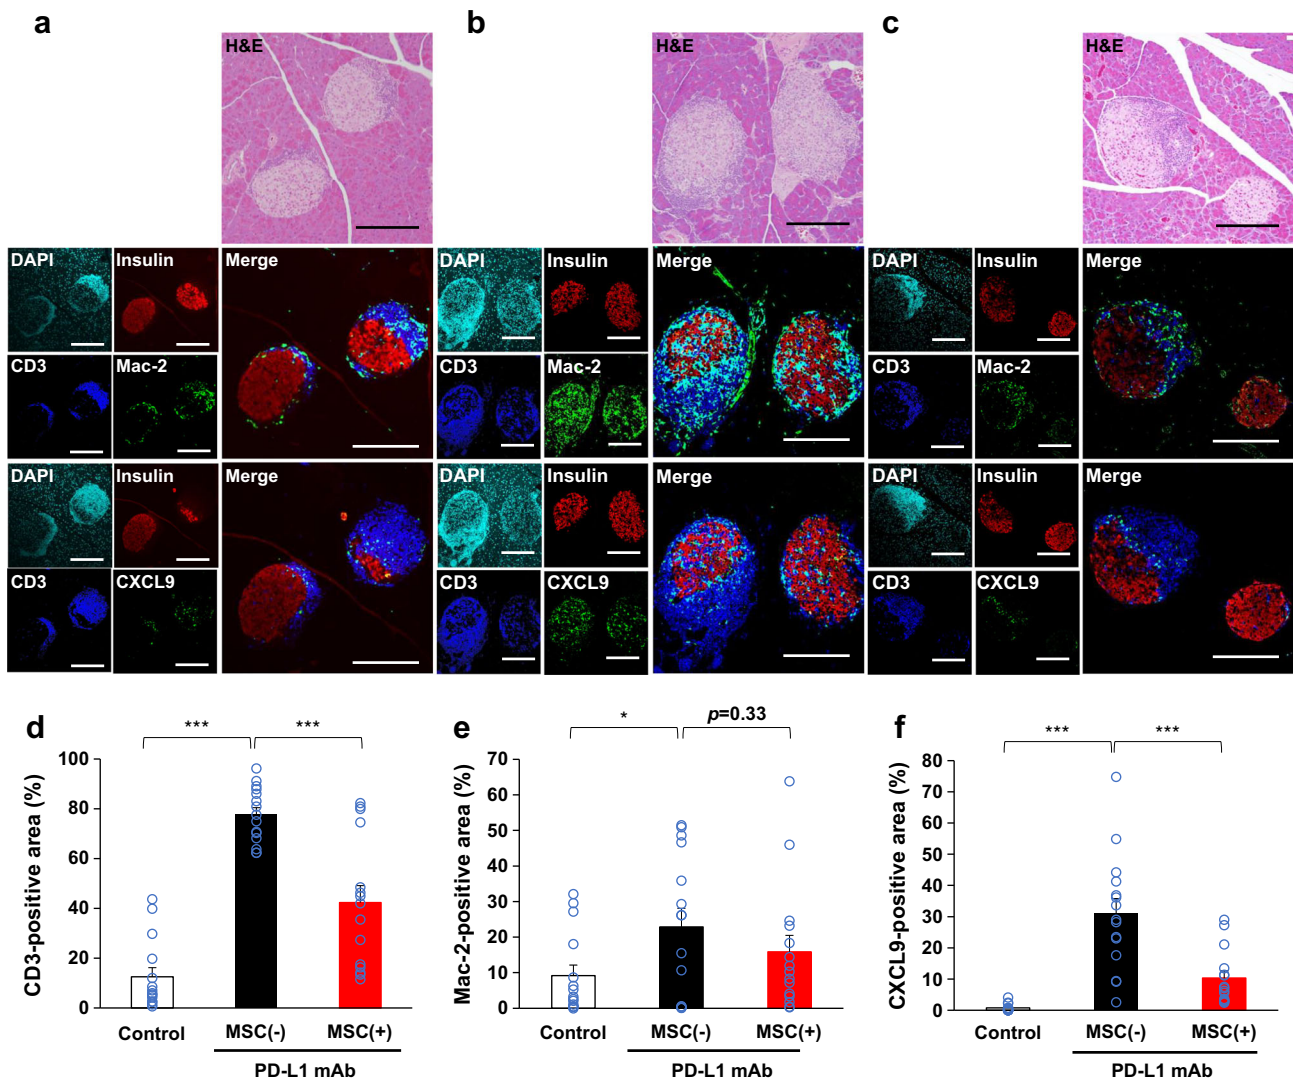 a
b
c
H&E
H&E
H&E
DAPI
Insulin
Merge
DAPI
Insulin
Merge
DAPI
Insulin
Merge
CD3
Mac-2
CD3
Mac-2
CD3
Mac-2
DAPI
Insulin
Merge
DAPI
Insulin
Merge
DAPI
Insulin
Merge
CD3
CXCL9
CD3
CXCL9
CD3
CXCL9
d
***
***
CD3-positive area (%)
100
80
60
40
20
0
Control
MSC(-)
MSC(+)
PD-L1 mAb
e
*
p=0.33
Mac-2-positive area (%)
70
60
50
40
30
20
10
0
Control
MSC(-)
MSC(+)
PD-L1 mAb
f
***
***
CXCL9-positive area (%)
80
70
60
50
40
30
20
10
0
Control
MSC(-)
MSC(+)
PD-L1 mAb